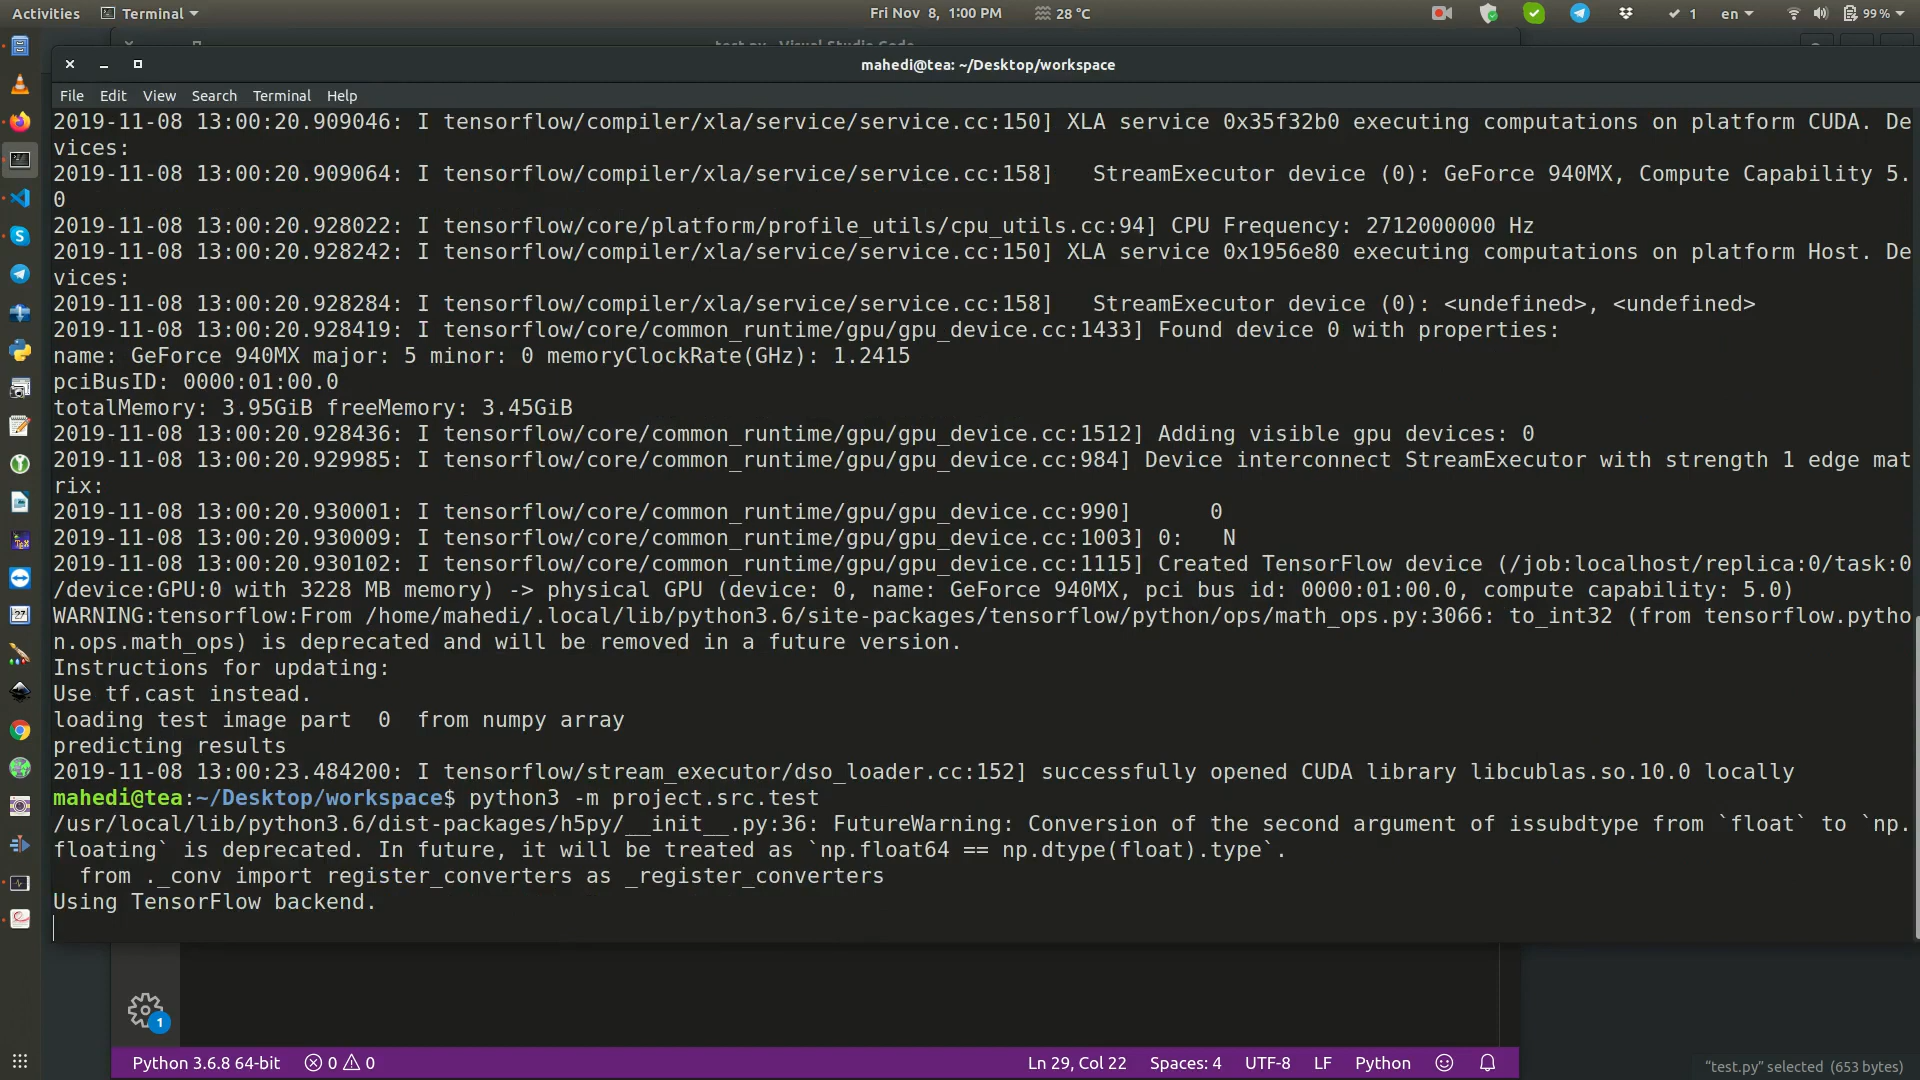 Activities
Terminal
Fri Nov 8, 1:00 PM
28 °C
1
en
99 %
test.py - Visual Studio Code
mahedi@tea: ~/Desktop/workspace
File Edit View Search Terminal Help
2019-11-08 13:00:20.909046: I tensorflow/compiler/xla/service/service.cc:150] XLA service 0x35f32b0 executing computations on platform CUDA. De
vices:
2019-11-08 13:00:20.909064: I tensorflow/compiler/xla/service/service.cc:158]   StreamExecutor device (0): GeForce 940MX, Compute Capability 5.
0
2019-11-08 13:00:20.928022: I tensorflow/core/platform/profile_utils/cpu_utils.cc:94] CPU Frequency: 2712000000 Hz
2019-11-08 13:00:20.928242: I tensorflow/compiler/xla/service/service.cc:150] XLA service 0x1956e80 executing computations on platform Host. De
vices:
2019-11-08 13:00:20.928284: I tensorflow/compiler/xla/service/service.cc:158]   StreamExecutor device (0): <undefined>, <undefined>
2019-11-08 13:00:20.928419: I tensorflow/core/common_runtime/gpu/gpu_device.cc:1433] Found device 0 with properties:
name: GeForce 940MX major: 5 minor: 0 memoryClockRate(GHz): 1.2415
pciBusID: 0000:01:00.0
totalMemory: 3.95GiB freeMemory: 3.45GiB
2019-11-08 13:00:20.928436: I tensorflow/core/common_runtime/gpu/gpu_device.cc:1512] Adding visible gpu devices: 0
2019-11-08 13:00:20.929985: I tensorflow/core/common_runtime/gpu/gpu_device.cc:984] Device interconnect StreamExecutor with strength 1 edge mat
rix:
2019-11-08 13:00:20.930001: I tensorflow/core/common_runtime/gpu/gpu_device.cc:990]      0
2019-11-08 13:00:20.930009: I tensorflow/core/common_runtime/gpu/gpu_device.cc:1003] 0:   N
2019-11-08 13:00:20.930102: I tensorflow/core/common_runtime/gpu/gpu_device.cc:1115] Created TensorFlow device (/job:localhost/replica:0/task:0
/device:GPU:0 with 3228 MB memory) -> physical GPU (device: 0, name: GeForce 940MX, pci bus id: 0000:01:00.0, compute capability: 5.0)
WARNING:tensorflow:From /home/mahedi/.local/lib/python3.6/site-packages/tensorflow/python/ops/math_ops.py:3066: to_int32 (from tensorflow.pytho
n.ops.math_ops) is deprecated and will be removed in a future version.
Instructions for updating:
Use tf.cast instead.
loading test image part  0  from numpy array
predicting results
2019-11-08 13:00:23.484200: I tensorflow/stream_executor/dso_loader.cc:152] successfully opened CUDA library libcublas.so.10.0 locally
mahedi@tea:~/Desktop/workspace$ python3 -m project.src.test
/usr/local/lib/python3.6/dist-packages/h5py/__init__.py:36: FutureWarning: Conversion of the second argument of issubdtype from `float` to `np.
floating` is deprecated. In future, it will be treated as `np.float64 == np.dtype(float).type`.
  from ._conv import register_converters as _register_converters
Using TensorFlow backend.
1
Python 3.6.8 64-bit
0
0
Ln 29, Col 22
Spaces: 4
UTF-8
LF
Python
"test.py" selected (653 bytes)